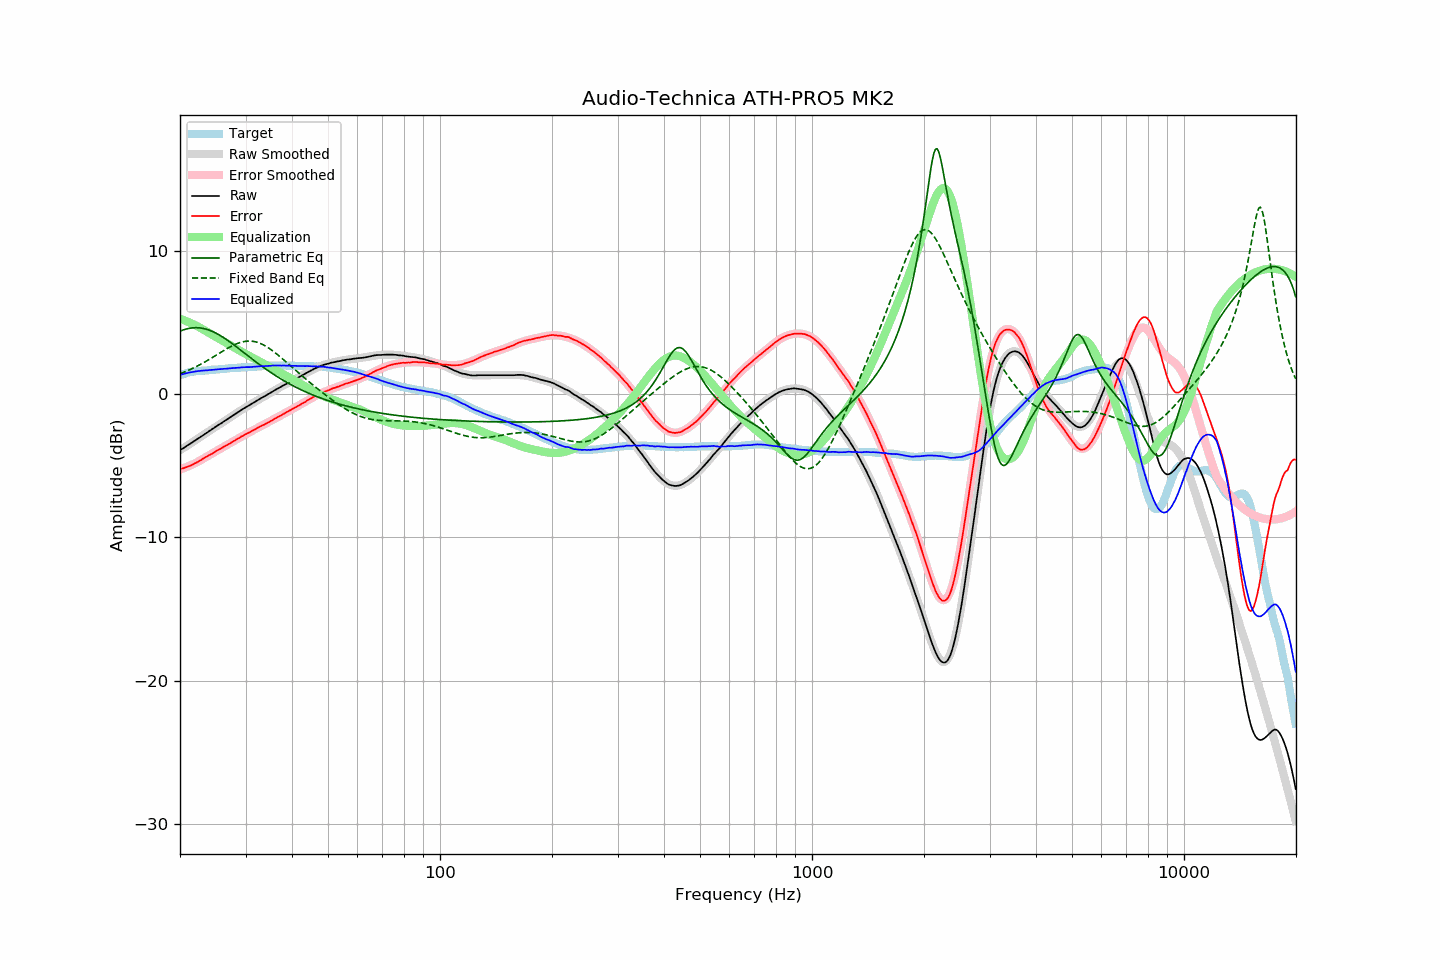 Audio-Technica ATH-PRO5 MK2
Target
Raw Smoothed
Error Smoothed
Raw
Error
Equalization
Parametric Eq
Fixed Band Eq
Equalized
10
0
−10
−20
−30
Amplitude (dBr)
100
1000
10000
Frequency (Hz)